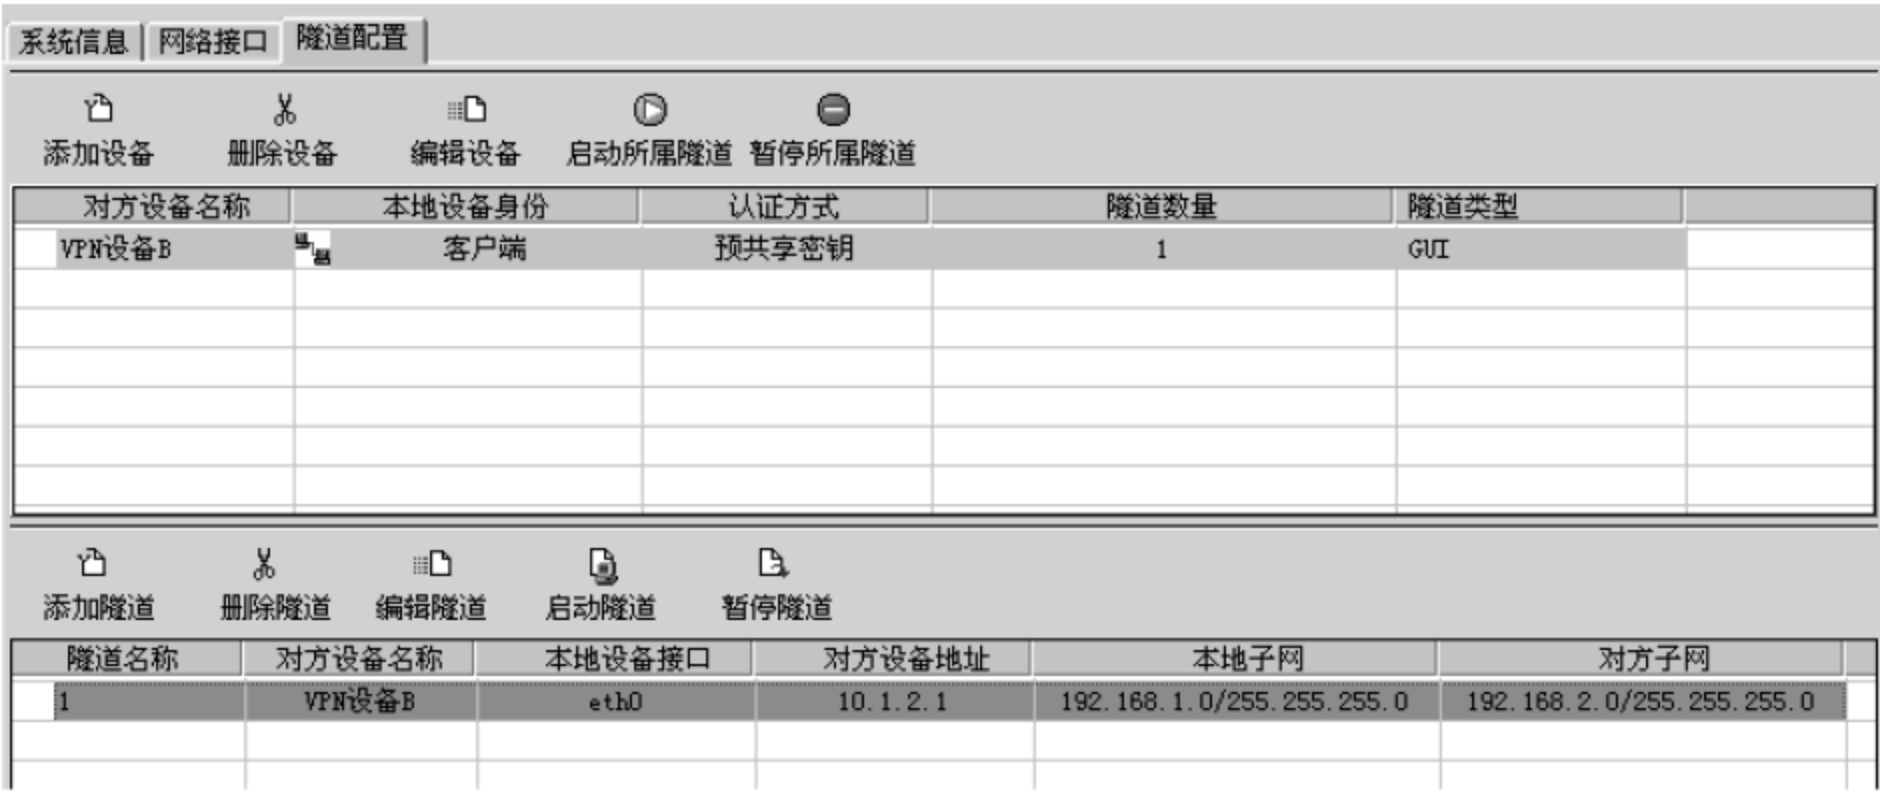 系统信息 网络接口 隧道配置
添加设备 删除设备 编辑设备 启动所属隧道 暂停所属隧道
对方设备名称 本地设备身份 认证方式 隧道数量 隧道类型
VPN设备B 客户端 预共享密钥 1 GUI
添加隧道 删除隧道 编辑隧道 启动隧道 暂停隧道
隧道名称 对方设备名称 本地设备接口 对方设备地址 本地子网 对方子网
1 VPN设备B eth0 10.1.2.1 192.168.1.0/255.255.255.0 192.168.2.0/255.255.255.0